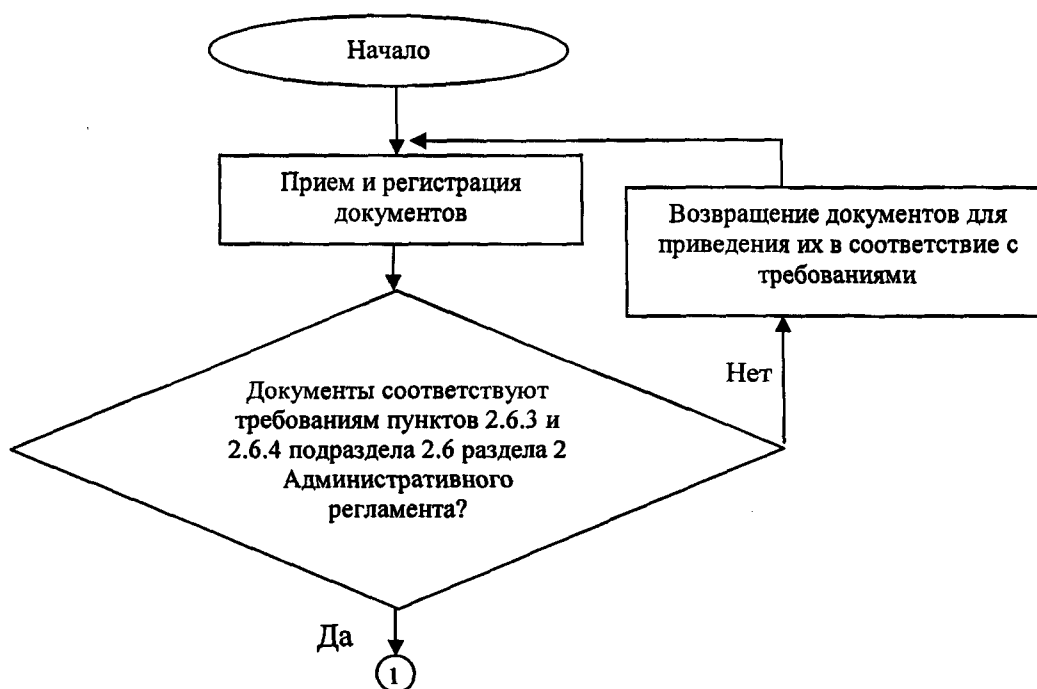 Начало
Прием и регистрация
документов
Возвращение документов для
приведения их в соответствие с
требованиями
Нет
Документы соответствуют
требованиям пунктов 2.6.3 и
2.6.4 подраздела 2.6 раздела 2
Административного
регламента?
Да
1